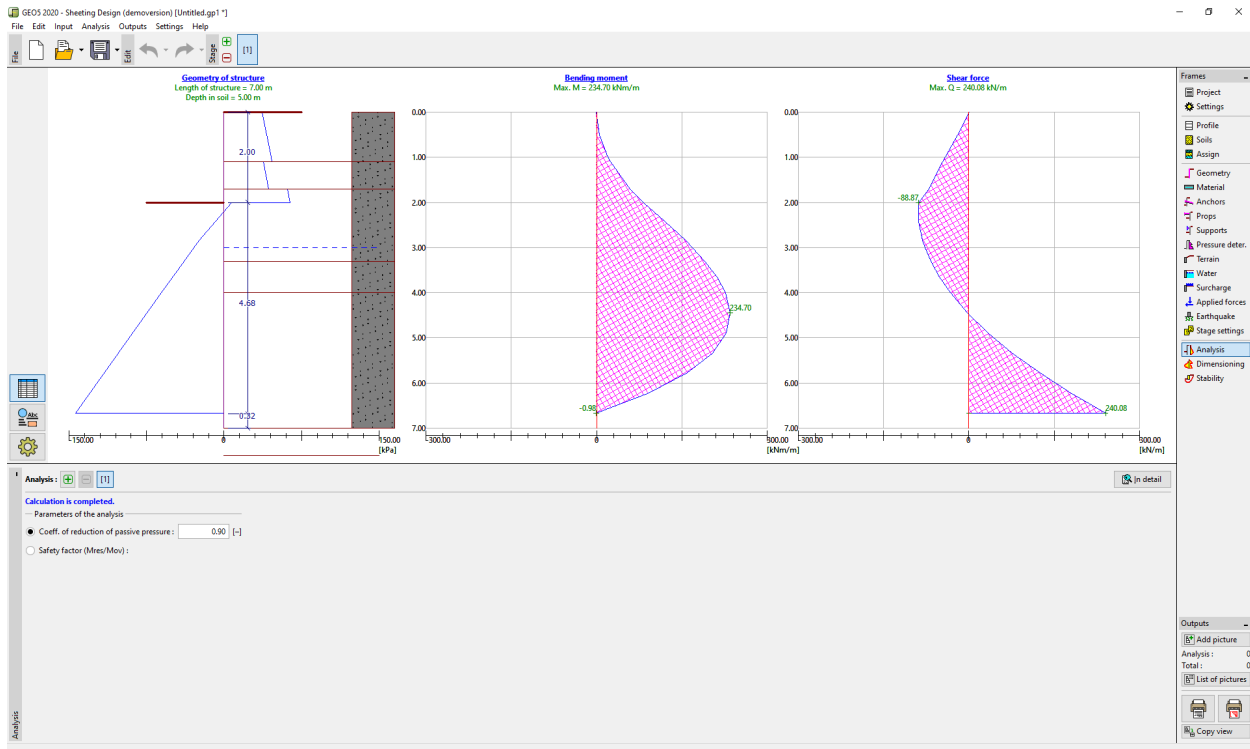 GEO5 2020 - Sheeting Design (demoversion) [Untitled.gp1 *]
File Edit Input Analysis Outputs Settings Help
File
Edit
Stage
[1]
Geometry of structure
Length of structure = 7.00 m
Depth in soil = 5.00 m
2.00
4.68
0.32
-150.00 0 150.00
[kPa]
Bending moment
Max. M = 234.70 kNm/m
0.00
1.00
2.00
3.00
4.00
5.00
6.00
7.00
234.70
-0.98
-300.00 0 300.00
[kNm/m]
Shear force
Max. Q = 240.08 kN/m
0.00
1.00
2.00
3.00
4.00
5.00
6.00
7.00
-88.87
240.08
-300.00 0 300.00
[kN/m]
Frames
Project
Settings
Profile
Soils
Assign
Geometry
Material
Anchors
Props
Supports
Pressure deter.
Terrain
Water
Surcharge
Applied forces
Earthquake
Stage settings
Analysis
Dimensioning
Stability
Abc
Analysis : [1]
In detail
Calculation is completed.
Parameters of the analysis
Coeff. of reduction of passive pressure : 0.90 [–]
Safety factor (Mres/Mov) :
Analysis
Outputs
Add picture
Analysis : 0
Total : 0
List of pictures
Copy view